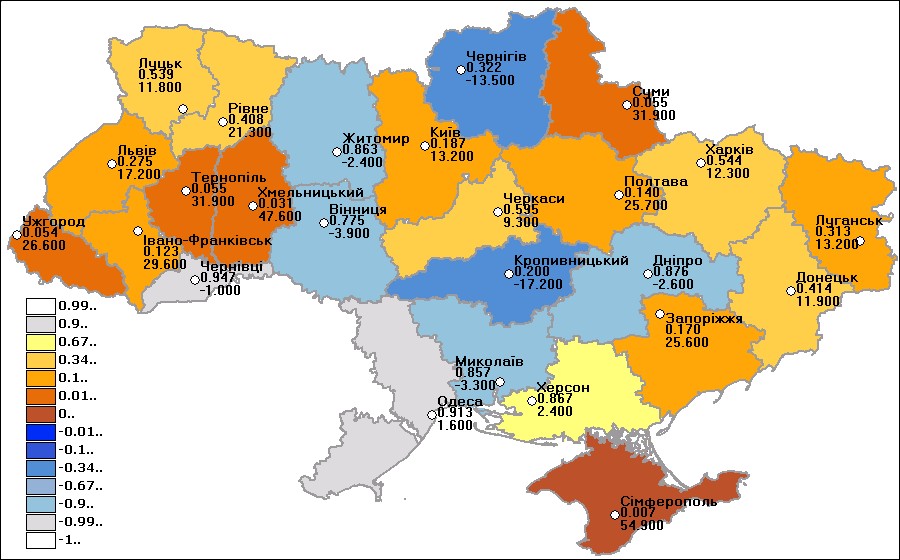 Чернігів
0.322
-13.500
Луцьк
0.539
11.800
Суми
0.055
31.900
Рівне
0.408
21.300
Житомир
0.863
-2.400
Київ
0.187
13.200
Харків
0.544
12.300
Львів
0.275
17.200
Тернопіль
0.055
31.900
Хмельницький
0.031
47.600
Полтава
0.140
25.700
Черкаси
0.595
9.300
Вінниця
0.775
-3.900
Ужгород
0.054
26.600
Луганськ
0.313
13.200
Івано-Франківськ
0.123
29.600
Чернівці
0.947
-1.000
Кропивницький
0.200
-17.200
Дніпро
0.876
-2.600
Донецьк
0.414
11.900
Запоріжжя
0.170
25.600
Миколаїв
0.857
-3.300
Херсон
0.867
2.400
Одеса
0.913
1.600
Сімферополь
0.007
54.900
0.99..
0.9..
0.67..
0.34..
0.1..
0.01..
0..
-0.01..
-0.1..
-0.34..
-0.67..
-0.9..
-0.99..
-1..